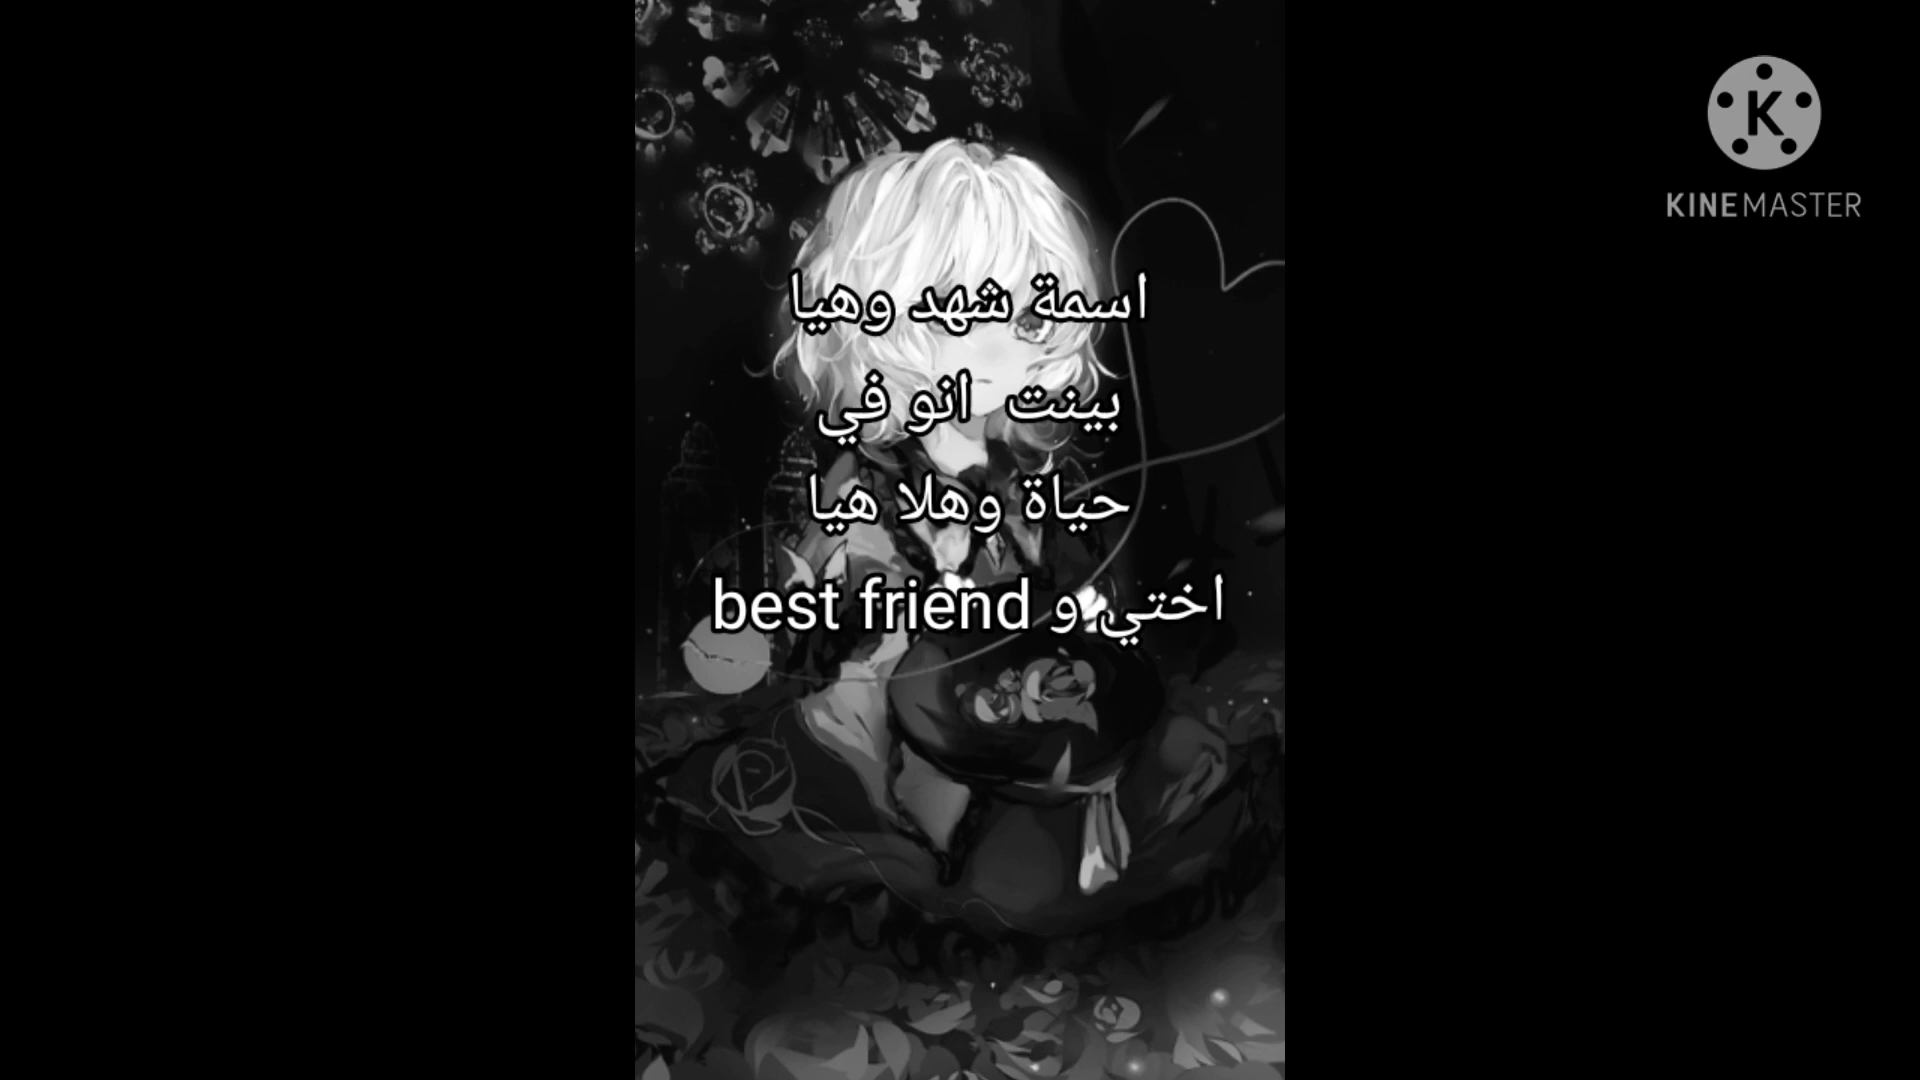 اسمة شهد وهيا
بينت انو في
حياة وهلا هيا
اختي و best friend
K
KINEMASTER